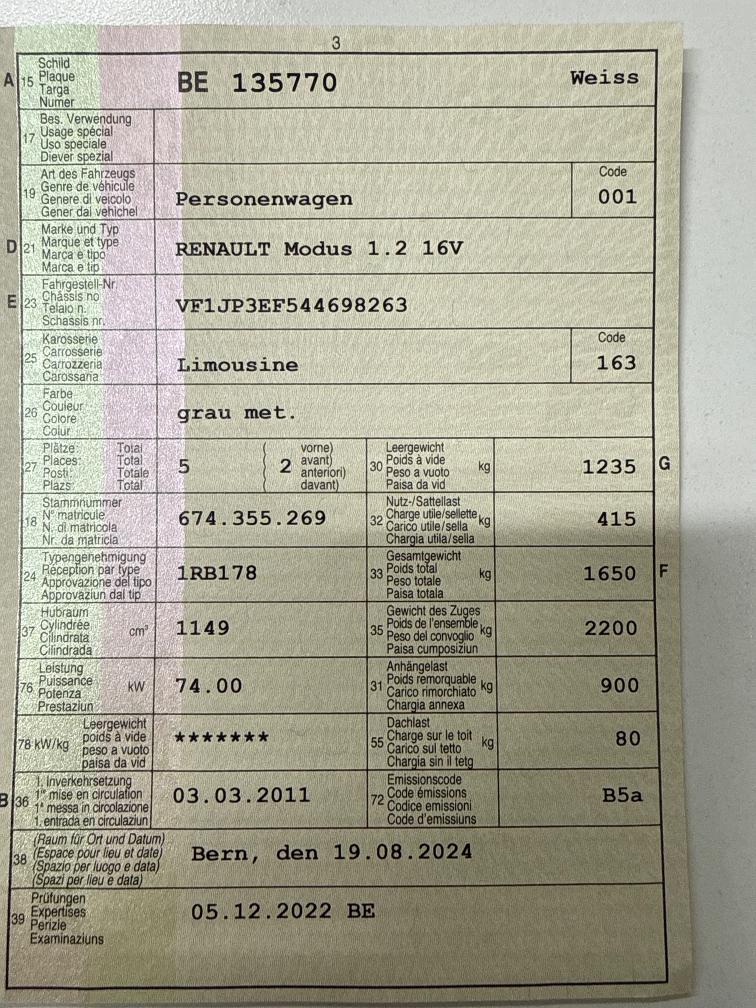 3
A 15 Schild
Plaque
Targa
Numer
BE 135770 Weiss
17 Bes. Verwendung
Usage spécial
Uso speciale
Diever spezial
19 Art des Fahrzeugs
Genre de véhicule
Genere di veicolo
Gener dal vehichel
Personenwagen
Code
001
D 21 Marke und Typ
Marque et type
Marca e tipo
Marca e tip
RENAULT Modus 1.2 16V
E 23 Fahrgestell-Nr.
Châssis no
Telaio n.
Schassis nr.
VF1JP3EF544698263
25 Karosserie
Carrosserie
Carrozzeria
Carossaria
Limousine
Code
163
26 Farbe
Couleur
Colore
Colur
grau met.
27 Plätze: Total
Places: Total
Posti: Totale
Plazs: Total
5
2 vorne)
avant)
anteriori)
davant)
30 Leergewicht
Poids à vide
Peso a vuoto
Paisa da vid
kg
1235 G
18 Stammnummer
N° matricule
N. di matricola
Nr. da matricla
674.355.269
32 Nutz-/Sattellast
Charge utile/sellette
Carico utile/sella
Chargia utila/sella
kg
415
24 Typengenehmigung
Réception par type
Approvazione del tipo
Approvaziun dal tip
1RB178
33 Gesamtgewicht
Poids total
Peso totale
Paisa totala
kg
1650 F
37 Hubraum
Cylindrée
Cilindrata
Cilindrada
cm³
1149
35 Gewicht des Zuges
Poids de l'ensemble
Peso del convoglio
Paisa cumposiziun
kg
2200
76 Leistung
Puissance
Potenza
Prestaziun
kW
74.00
31 Anhängelast
Poids remorquable
Carico rimorchiato
Chargia annexa
kg
900
78 kW/kg
Leergewicht
poids à vide
peso a vuoto
paisa da vid
*******
55 Dachlast
Charge sur le toit
Carico sul tetto
Chargia sin il tetg
kg
80
B 36 1. Inverkehrsetzung
1re mise en circulation
1a messa in circolazione
1. entrada en circulaziun
03.03.2011
72 Emissionscode
Code émissions
Codice emissioni
Code d'emissiuns
B5a
38 (Raum für Ort und Datum)
(Espace pour lieu et date)
(Spazio per luogo e data)
(Spazi per lieu e data)
Bern, den 19.08.2024
39 Prüfungen
Expertises
Perizie
Examinaziuns
05.12.2022 BE